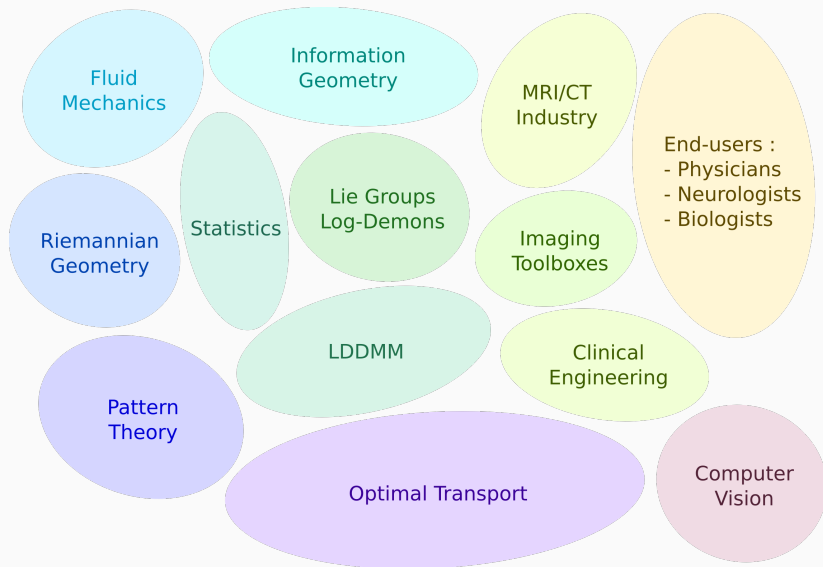 Fluid
Mechanics
Information
Geometry
MRI/CT
Industry
End-users :
- Physicians
- Neurologists
- Biologists
Riemannian
Geometry
Statistics
Lie Groups
Log-Demons
Imaging
Toolboxes
LDDMM
Clinical
Engineering
Pattern
Theory
Optimal Transport
Computer
Vision